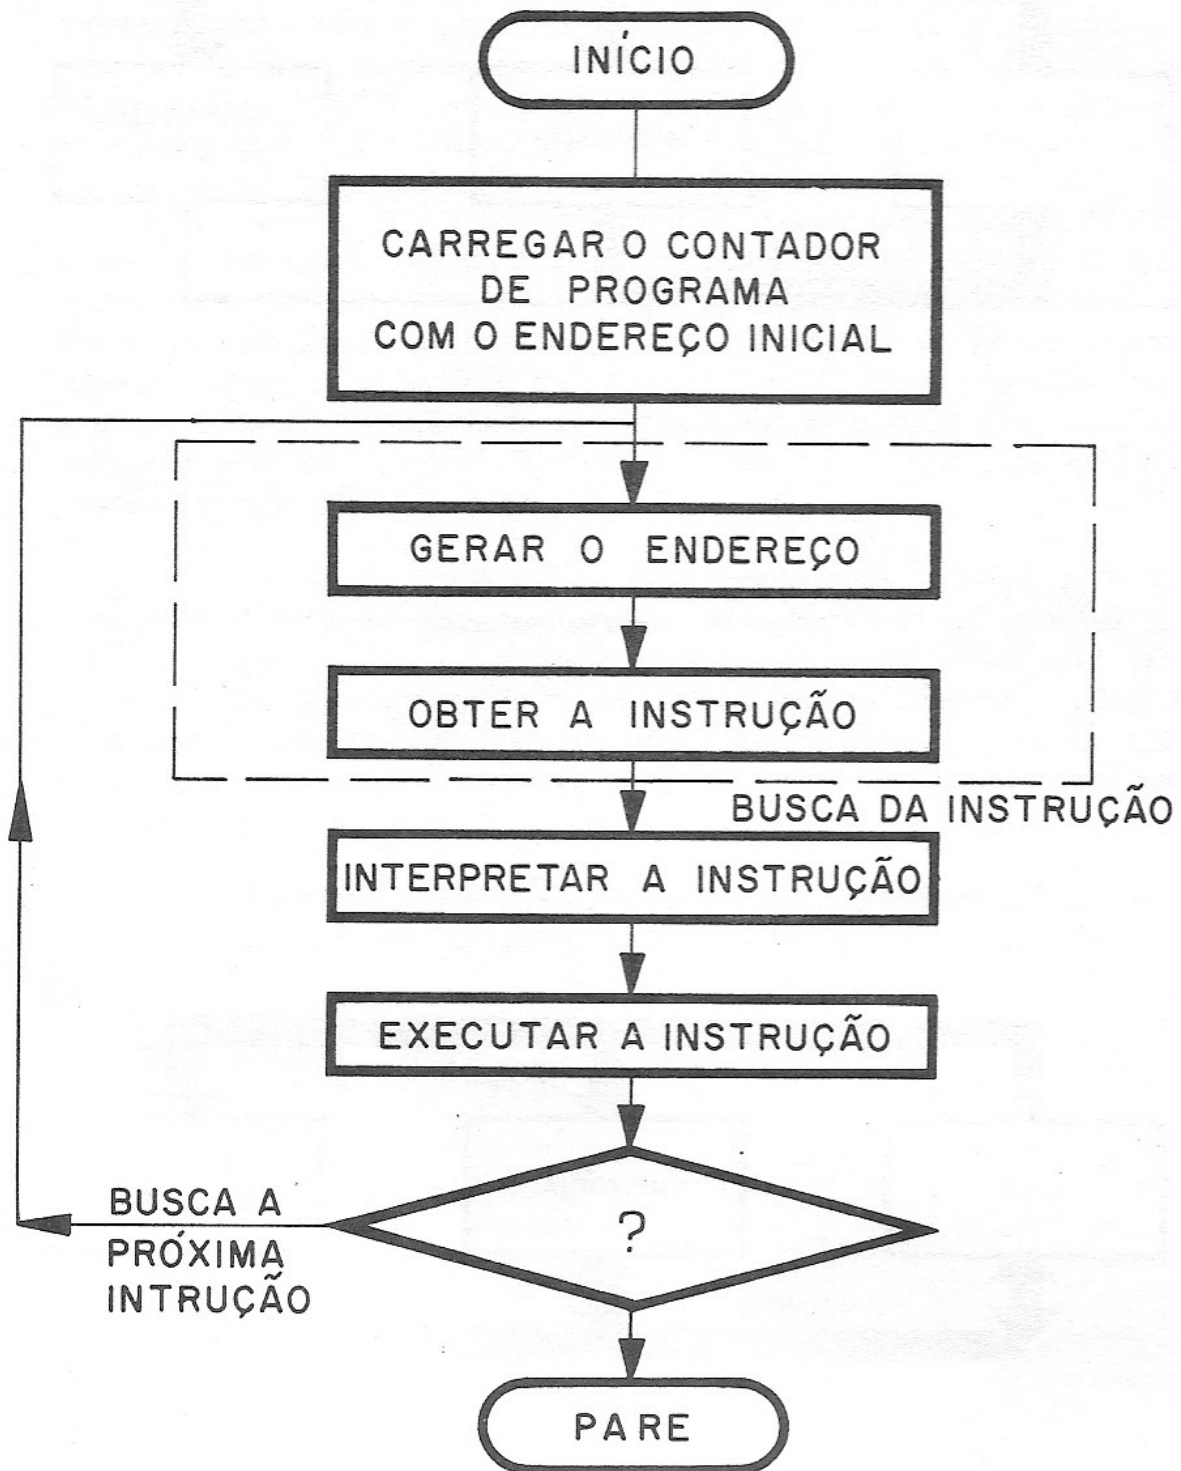 INÍCIO
CARREGAR O CONTADOR
DE PROGRAMA
COM O ENDEREÇO INICIAL
GERAR O ENDEREÇO
OBTER A INSTRUÇÃO
BUSCA DA INSTRUÇÃO
INTERPRETAR A INSTRUÇÃO
EXECUTAR A INSTRUÇÃO
?
BUSCA A
PRÓXIMA
INTRUÇÃO
PARE